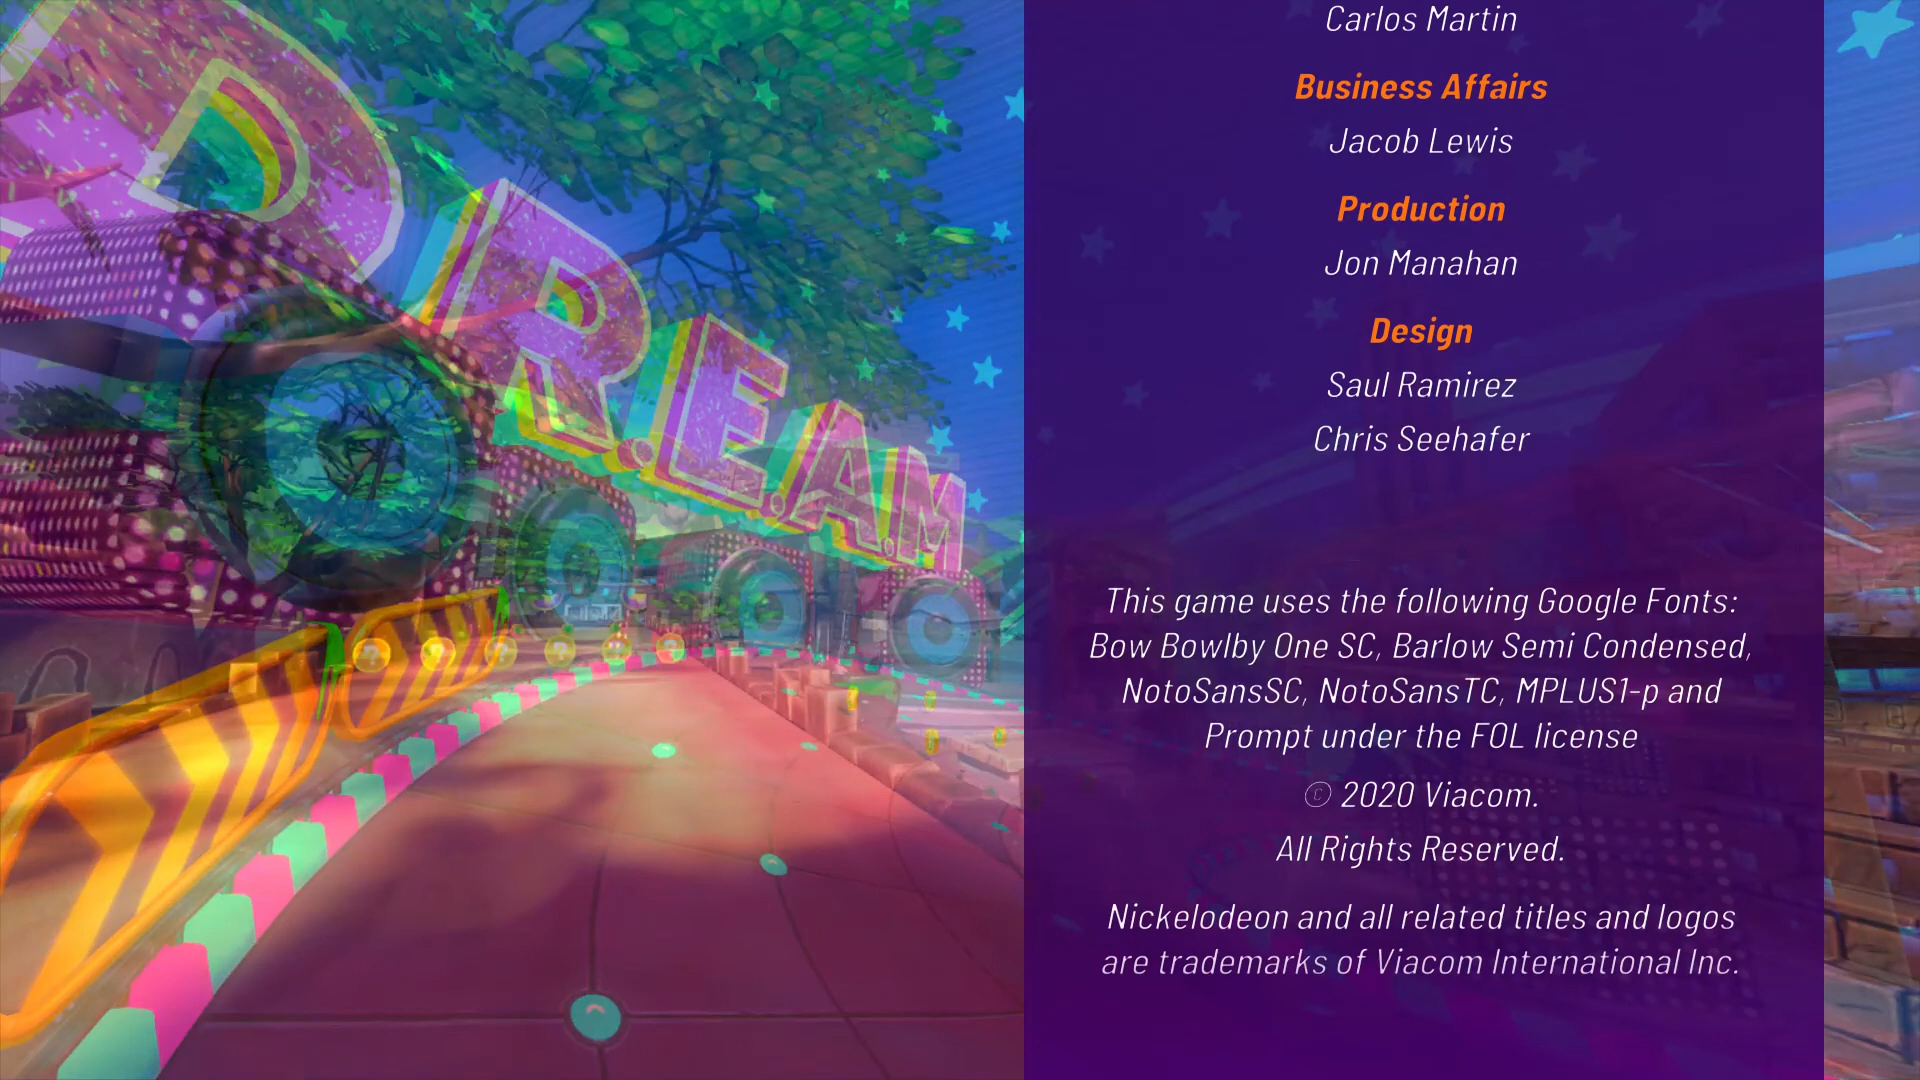 D.R.E.A.M
Carlos Martin
Business Affairs
Jacob Lewis
Production
Jon Manahan
Design
Saul Ramirez
Chris Seehafer
This game uses the following Google Fonts:
Bow Bowlby One SC, Barlow Semi Condensed,
NotoSansSC, NotoSansTC, MPLUS1-p and
Prompt under the FOL license
© 2020 Viacom.
All Rights Reserved.
Nickelodeon and all related titles and logos
are trademarks of Viacom International Inc.